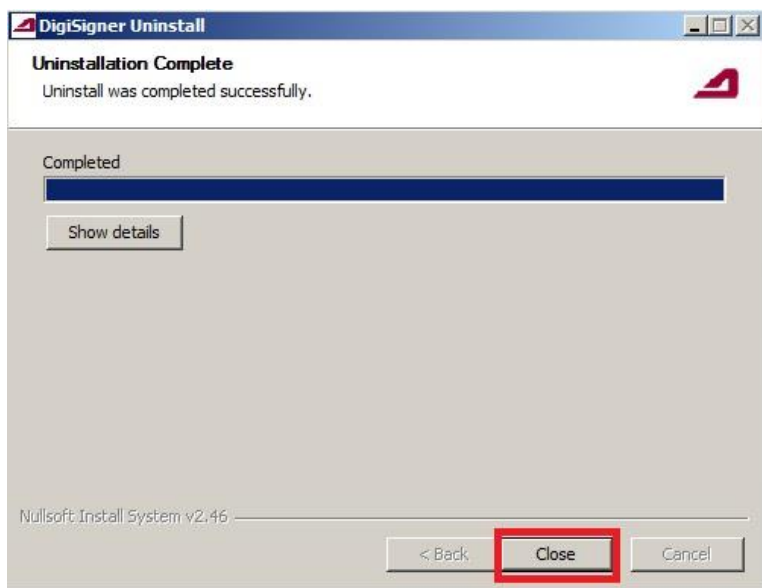 DigiSigner Uninstall
Uninstallation Complete
Uninstall was completed successfully.
Completed
Show details
Nullsoft Install System v2.46
< Back Close Cancel